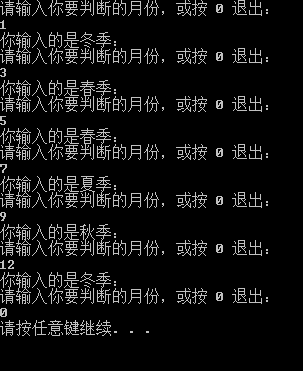 请输入你要判断的月份，或按 0 退出：
1
你输入的是冬季：
请输入你要判断的月份，或按 0 退出：
3
你输入的是春季：
请输入你要判断的月份，或按 0 退出：
5
你输入的是春季：
请输入你要判断的月份，或按 0 退出：
7
你输入的是夏季：
请输入你要判断的月份，或按 0 退出：
9
你输入的是秋季：
请输入你要判断的月份，或按 0 退出：
12
你输入的是冬季：
请输入你要判断的月份，或按 0 退出：
0
请按任意键继续. . .